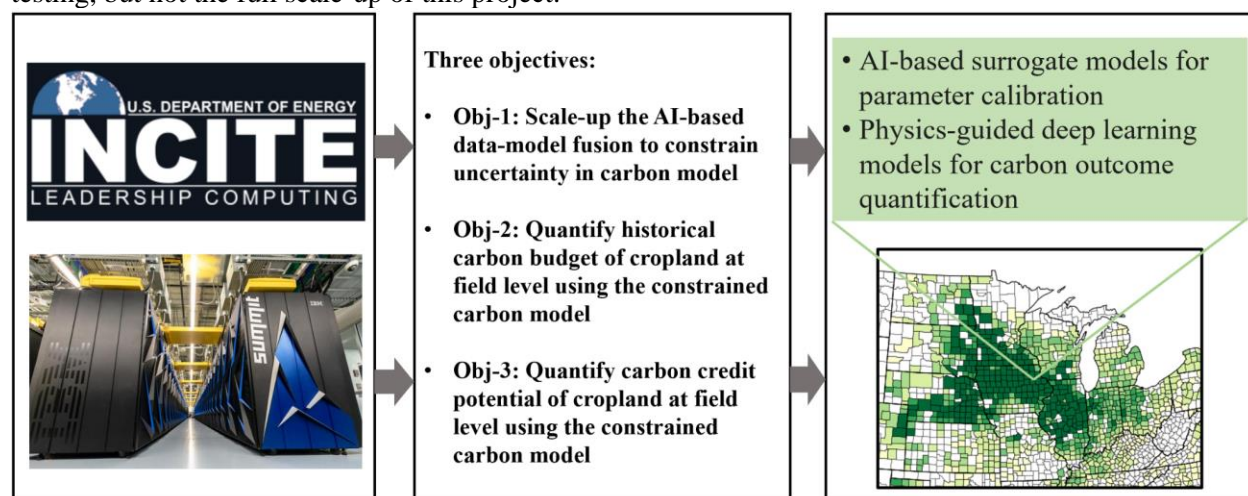 testing, but not the full scale-up of this project.
U.S. DEPARTMENT OF ENERGY
INCITE
LEADERSHIP COMPUTING
IBM
IBM
summit
Three objectives:
• Obj-1: Scale-up the AI-based
data-model fusion to constrain
uncertainty in carbon model
• Obj-2: Quantify historical
carbon budget of cropland at
field level using the constrained
carbon model
• Obj-3: Quantify carbon credit
potential of cropland at field
level using the constrained
carbon model
• AI-based surrogate models for
parameter calibration
• Physics-guided deep learning
models for carbon outcome
quantification